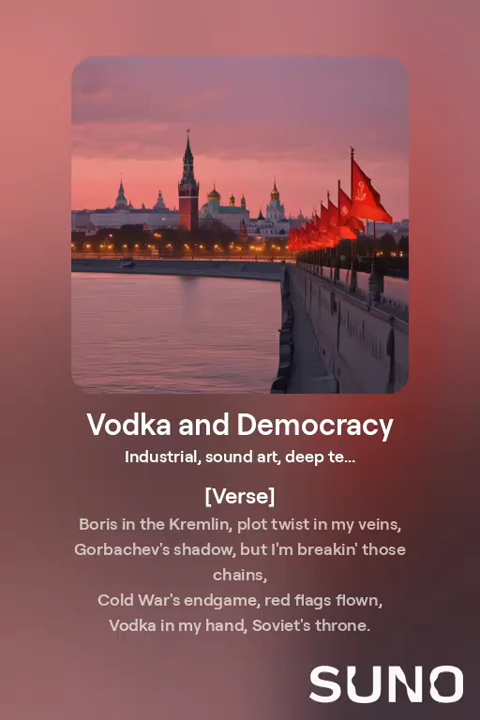 Vodka and Democracy
Industrial, sound art, deep te...
[Verse]
Boris in the Kremlin, plot twist in my veins,
Gorbachev's shadow, but I'm breakin' those
chains,
Cold War's endgame, red flags flown,
Vodka in my hand, Soviet's throne.
SUNO